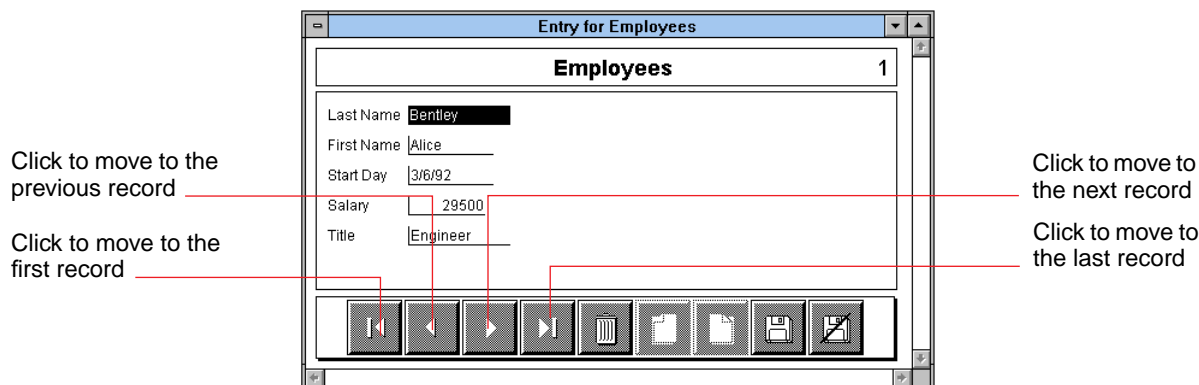 Entry for Employees
Employees 1
Last Name Bentley
First Name Alice
Start Day 3/6/92
Salary 29500
Title Engineer
Click to move to the
previous record
Click to move to the
first record
Click to move to
the next record
Click to move to
the last record